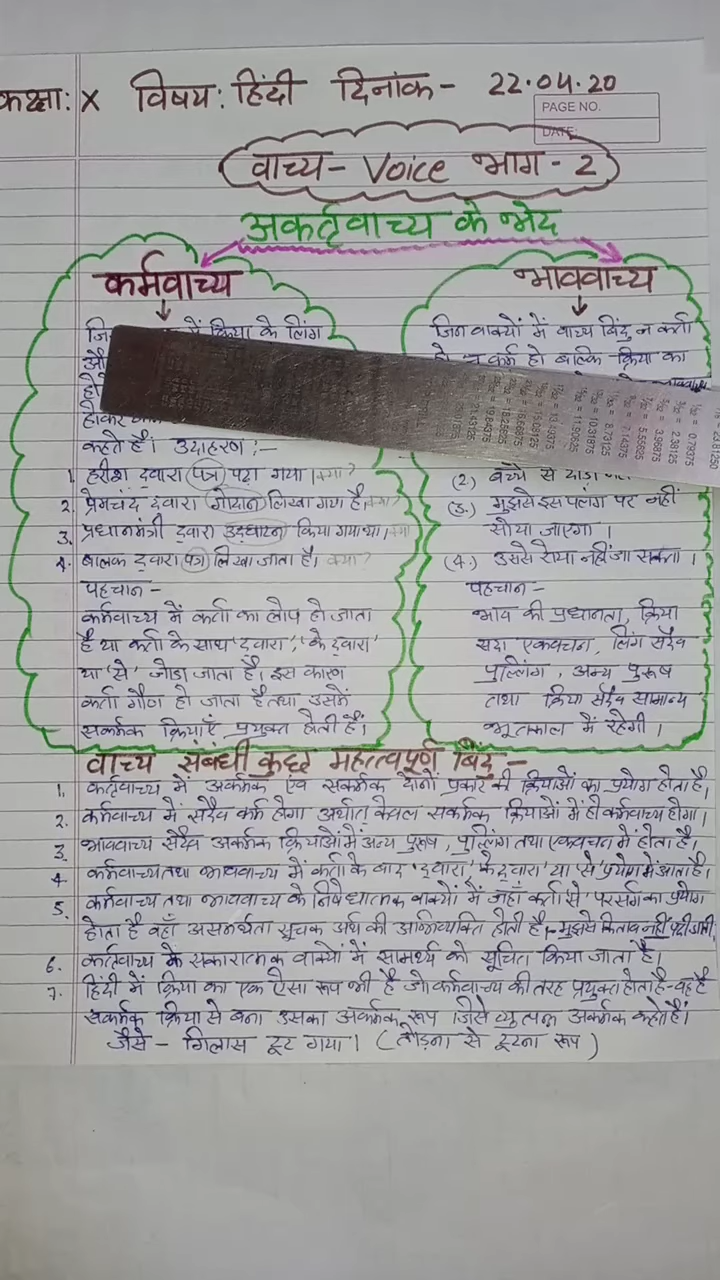 कक्षा: X विषय: हिंदी दिनांक- 22.04.20
PAGE NO.
DATE:
वाच्य- Voice भाग-2
अकर्तृवाच्य के भेद
कर्मवाच्य
में क्रिया के लिंग
कहते हैं। उदाहरण:-
1. हरीश द्वारा पत्र पढ़ा गया। क्या?
2. प्रेमचंद द्वारा गोदान लिखा गया है। क्या?
3. प्रधानमंत्री द्वारा उद्घाटन किया गया था। क्या
4. बालक द्वारा पत्र लिखा जाता है। क्या?
पहचान-
कर्मवाच्य में कर्ता का लोप हो जाता
है या कर्ता के साथ 'द्वारा', 'के द्वारा'
या 'से' जोड़ा जाता है। इस कारण
कर्ता गौण हो जाता है तथा उसमें
सकर्मक क्रियाएँ प्रयुक्त होती हैं।
भाववाच्य
जिन वाक्यों में वाच्य बिंदु न कर्ता
हो न कर्म हो बल्कि क्रिया का
(2) बच्चे से
(3.) मुझसे इस पलंग पर नहीं
सोया जाएगा।
(4.) उससे रोया नहीं जा सकता।
पहचान-
भाव की प्रधानता, क्रिया
सदा एकवचन, लिंग सदैव
पुल्लिंग, अन्य पुरूष
तथा क्रिया सदैव सामान्य
भूतकाल में रहेगी।
वाच्य संबंधी कुछ महत्वपूर्ण बिंदु-
1. कर्तृवाच्य में अकर्मक एवं सकर्मक दोनों प्रकार की क्रियाओं का प्रयोग होता है।
2. कर्मवाच्य में सदैव कर्म होगा अर्थात् केवल सकर्मक क्रियाओं में ही कर्मवाच्य होगा।
3. भाववाच्य सदैव अकर्मक क्रियाओं में अन्य पुरूष, पुल्लिंग तथा एकवचन में होता है।
4. कर्मवाच्य तथा भाववाच्य में कर्ता के बाद 'द्वारा', 'के द्वारा' या 'से' प्रयोग में आता है।
5. कर्मवाच्य तथा भाववाच्य के निषेधात्मक वाक्यों में जहाँ कर्ता 'से' परसर्ग का प्रयोग
होता है वहाँ असमर्थता सूचक अर्थ की अभिव्यक्ति होती है;- मुझसे किताब नहीं पढ़ी जाती
6. कर्तृवाच्य के सकारात्मक वाक्यों में सामर्थ्य को सूचित किया जाता है।
7. हिंदी में क्रिया का एक ऐसा रूप भी है जो कर्मवाच्य की तरह प्रयुक्त होता है- वह है
सकर्मक क्रिया से बना उसका अकर्मक रूप जिसे व्युत्पन्न अकर्मक कहते हैं।
जैसे- गिलास टूट गया। (तोड़ना से टूटना रूप)